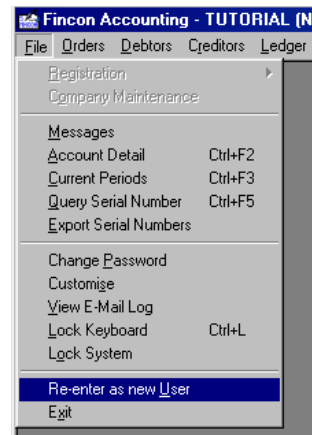 Fincon Accounting - TUTORIAL (N
File Orders Debtors Creditors Ledger
Registration
Company Maintenance
Messages
Account Detail Ctrl+F2
Current Periods Ctrl+F3
Query Serial Number Ctrl+F5
Export Serial Numbers
Change Password
Customise
View E-Mail Log
Lock Keyboard Ctrl+L
Lock System
Re-enter as new User
Exit